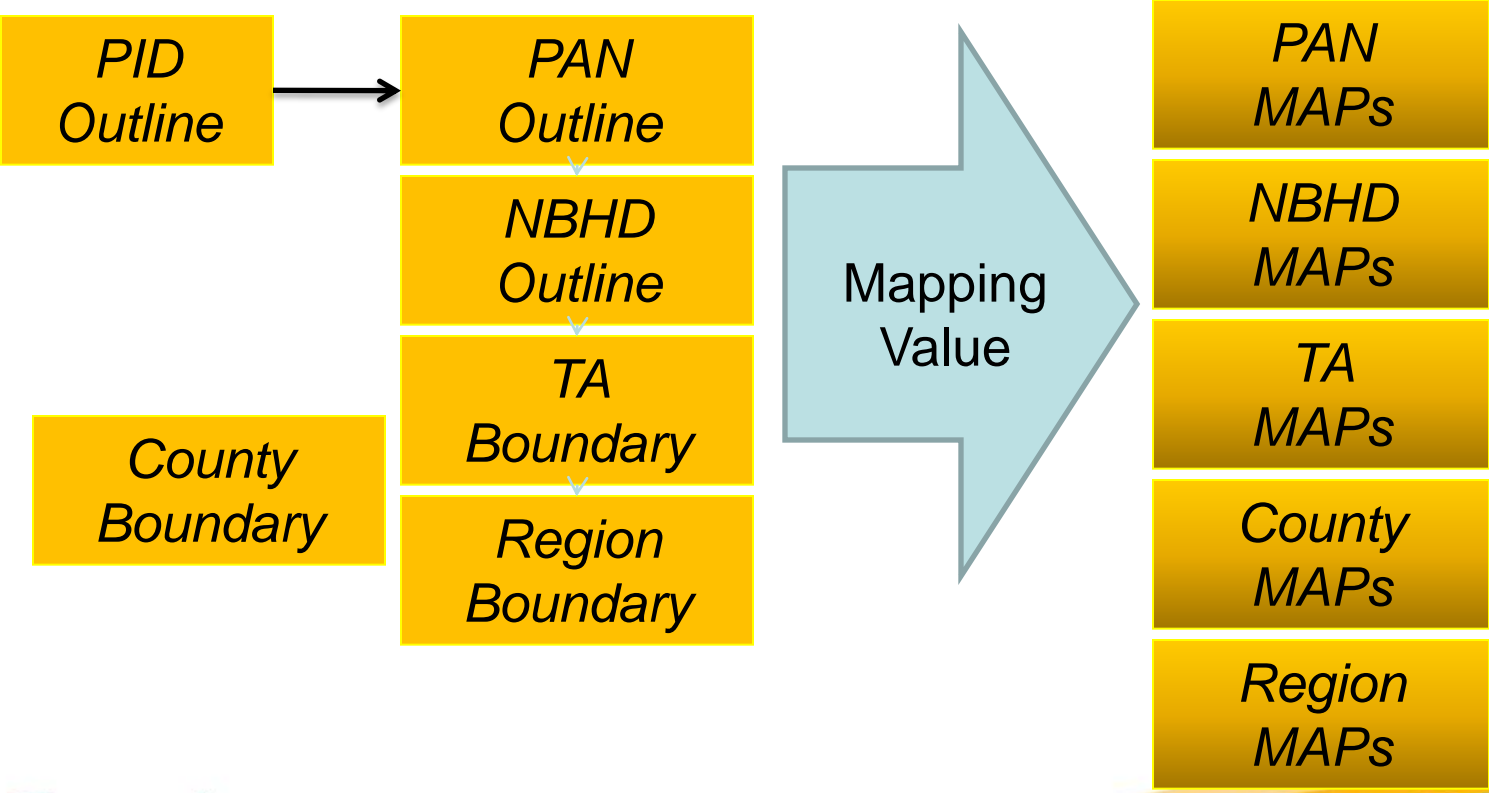 PID
Outline
PAN
Outline
NBHD
Outline
TA
Boundary
County
Boundary
Region
Boundary
Mapping
Value
PAN
MAPs
NBHD
MAPs
TA
MAPs
County
MAPs
Region
MAPs